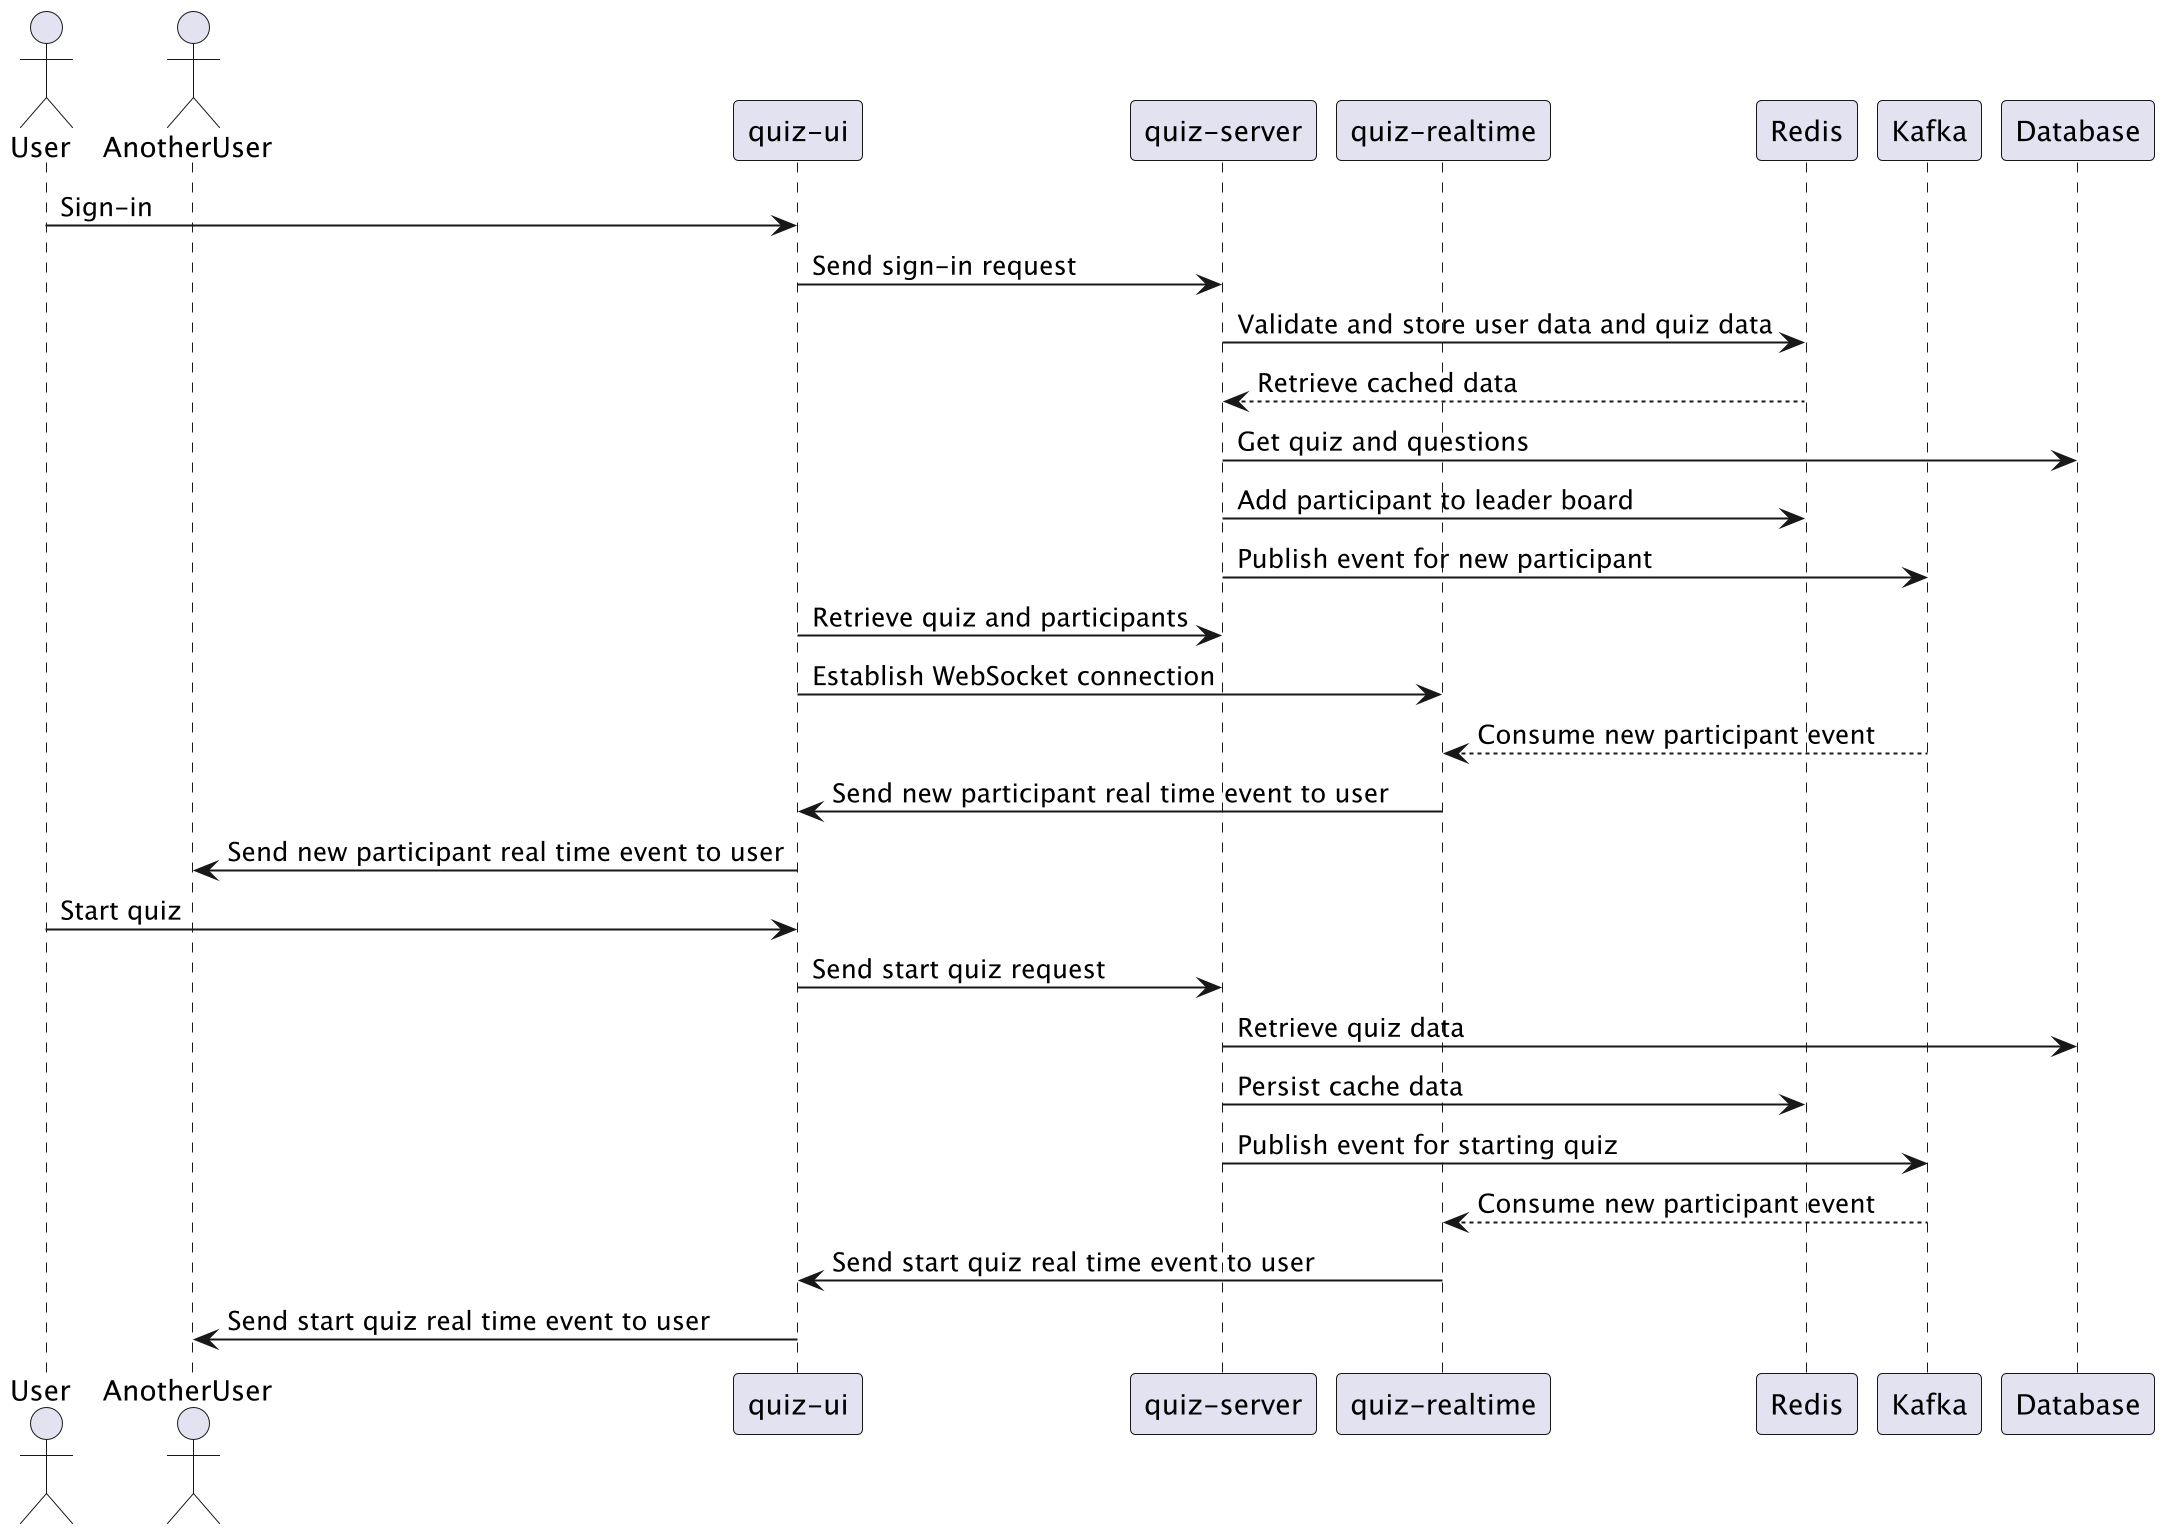 User
AnotherUser
quiz-ui
quiz-server
quiz-realtime
Redis
Kafka
Database
Sign-in
Send sign-in request
Validate and store user data and quiz data
Retrieve cached data
Get quiz and questions
Add participant to leader board
Publish event for new participant
Retrieve quiz and participants
Establish WebSocket connection
Consume new participant event
Send new participant real time event to user
Send new participant real time event to user
Start quiz
Send start quiz request
Retrieve quiz data
Persist cache data
Publish event for starting quiz
Consume new participant event
Send start quiz real time event to user
Send start quiz real time event to user
User
AnotherUser
quiz-ui
quiz-server
quiz-realtime
Redis
Kafka
Database